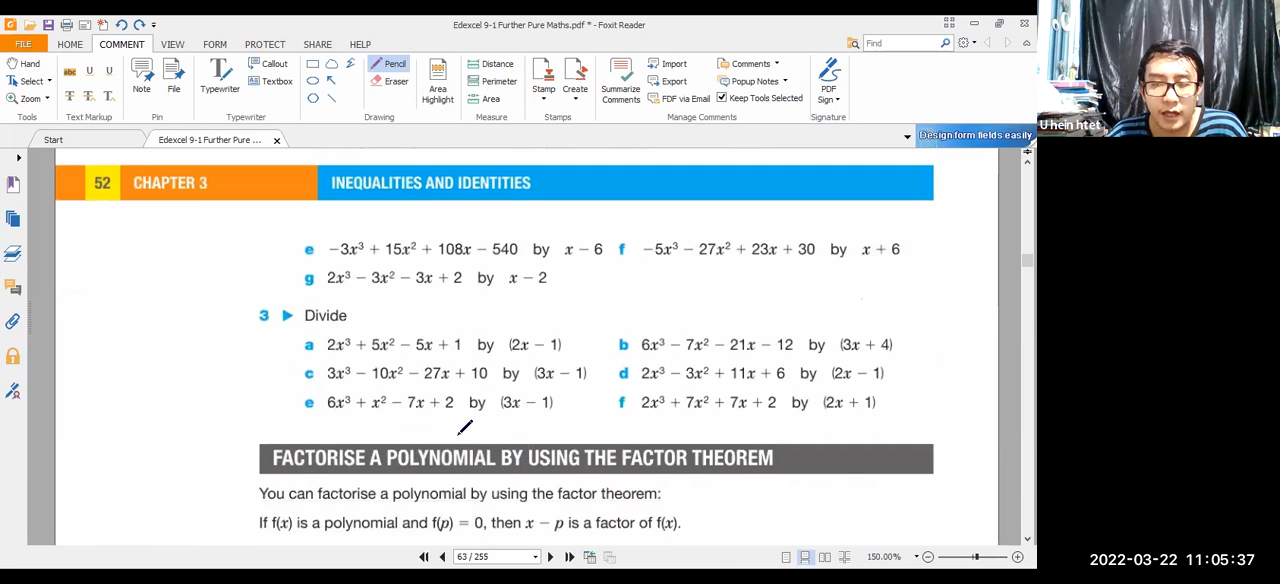 Edexcel 9-1 Further Pure Maths.pdf * - Foxit Reader
FILE HOME COMMENT VIEW FORM PROTECT SHARE HELP
Find
Hand
Select
Zoom
Tools
Text Markup
Note
File
Pin
Typewriter
Callout
Textbox
Typewriter
Pencil
Eraser
Drawing
Area Highlight
Distance
Perimeter
Area
Measure
Stamp
Create
Stamps
Summarize Comments
Import
Export
FDF via Email
Comments
Popup Notes
Keep Tools Selected
Manage Comments
PDF Sign
Signature
Start
Edexcel 9-1 Further Pure Maths ...
Design form fields easily
U hein htet
52 CHAPTER 3 INEQUALITIES AND IDENTITIES
e −3x³ + 15x² + 108x − 540 by x − 6 f −5x³ − 27x² + 23x + 30 by x + 6
g 2x³ − 3x² − 3x + 2 by x − 2
3 ▶ Divide
a 2x³ + 5x² − 5x + 1 by (2x − 1) b 6x³ − 7x² − 21x − 12 by (3x + 4)
c 3x³ − 10x² − 27x + 10 by (3x − 1) d 2x³ − 3x² + 11x + 6 by (2x − 1)
e 6x³ + x² − 7x + 2 by (3x − 1) f 2x³ + 7x² + 7x + 2 by (2x + 1)
FACTORISE A POLYNOMIAL BY USING THE FACTOR THEOREM
You can factorise a polynomial by using the factor theorem:
If f(x) is a polynomial and f(p) = 0, then x − p is a factor of f(x).
63 / 255
150.00%
2022-03-22 11:05:37